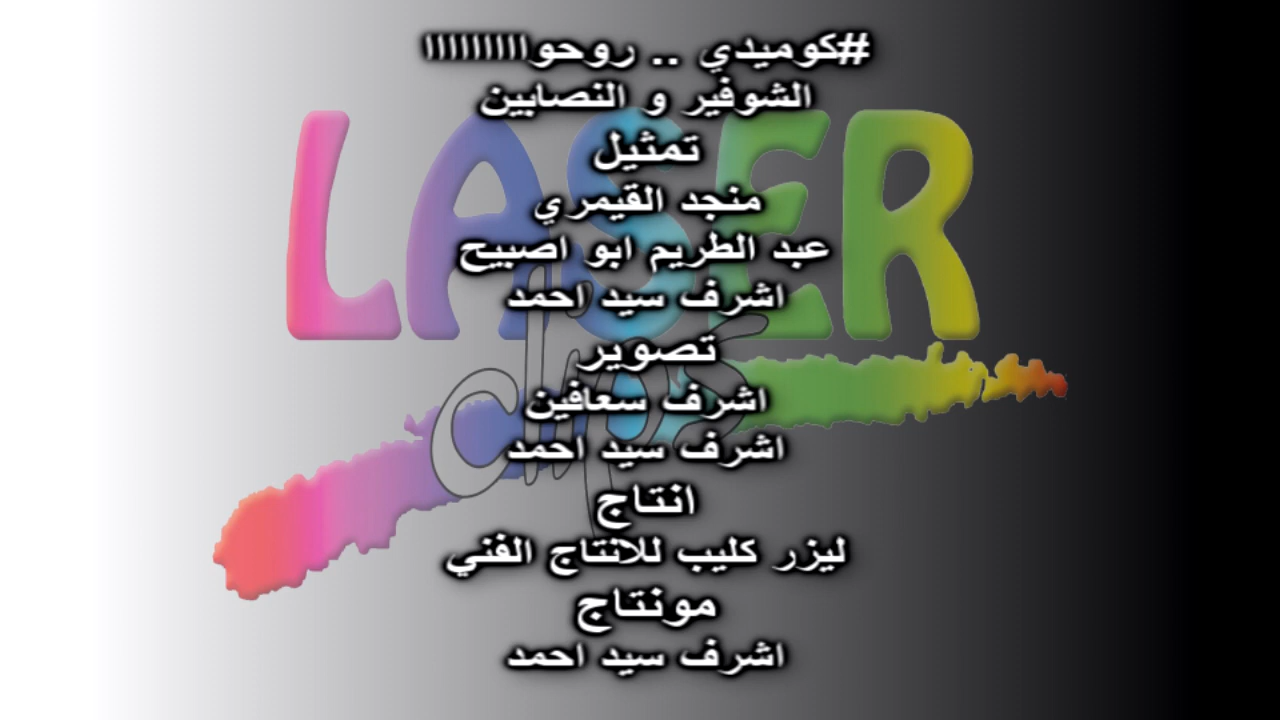 #كوميدي .. روحوااااااااا
الشوفير و النصابين
تمثيل
منجد القيمري
عبد الطريم ابو اصبيح
اشرف سيد احمد
تصوير
اشرف سعافين
اشرف سيد احمد
انتاج
ليزر كليب للانتاج الفني
مونتاج
اشرف سيد احمد
LASER
clips